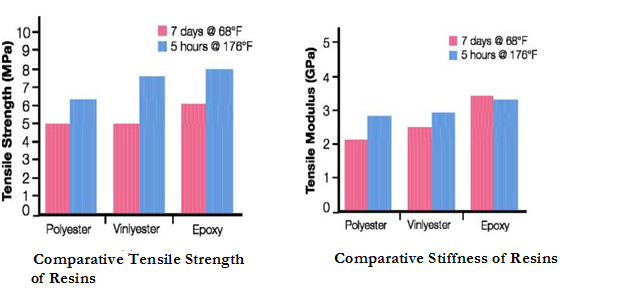 Tensile Strength (MPa)
10
9
8
7
6
5
4
3
2
1
0
7 days @ 68°F
5 hours @ 176°F
Polyester
Vinlyester
Epoxy
Comparative Tensile Strength
of Resins
Tensile Modulus (GPa)
5
4
3
2
1
0
7 days @ 68°F
5 hours @ 176°F
Polyester
Vinlyester
Epoxy
Comparative Stiffness of Resins